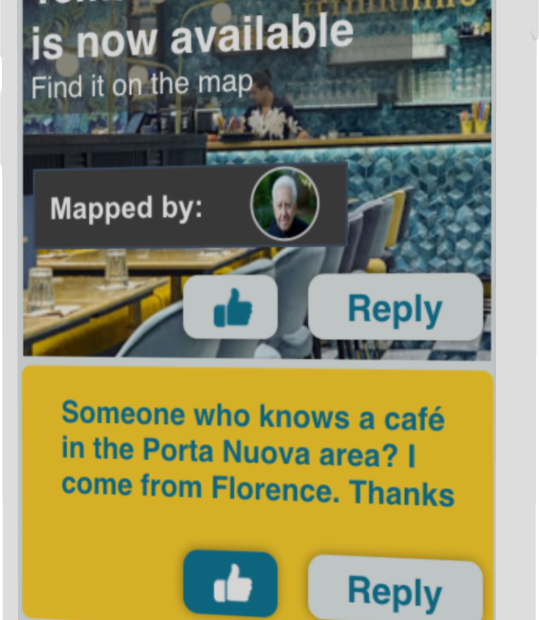 is now available
Find it on the map
Mapped by:
Reply
Someone who knows a café
in the Porta Nuova area? I
come from Florence. Thanks
Reply